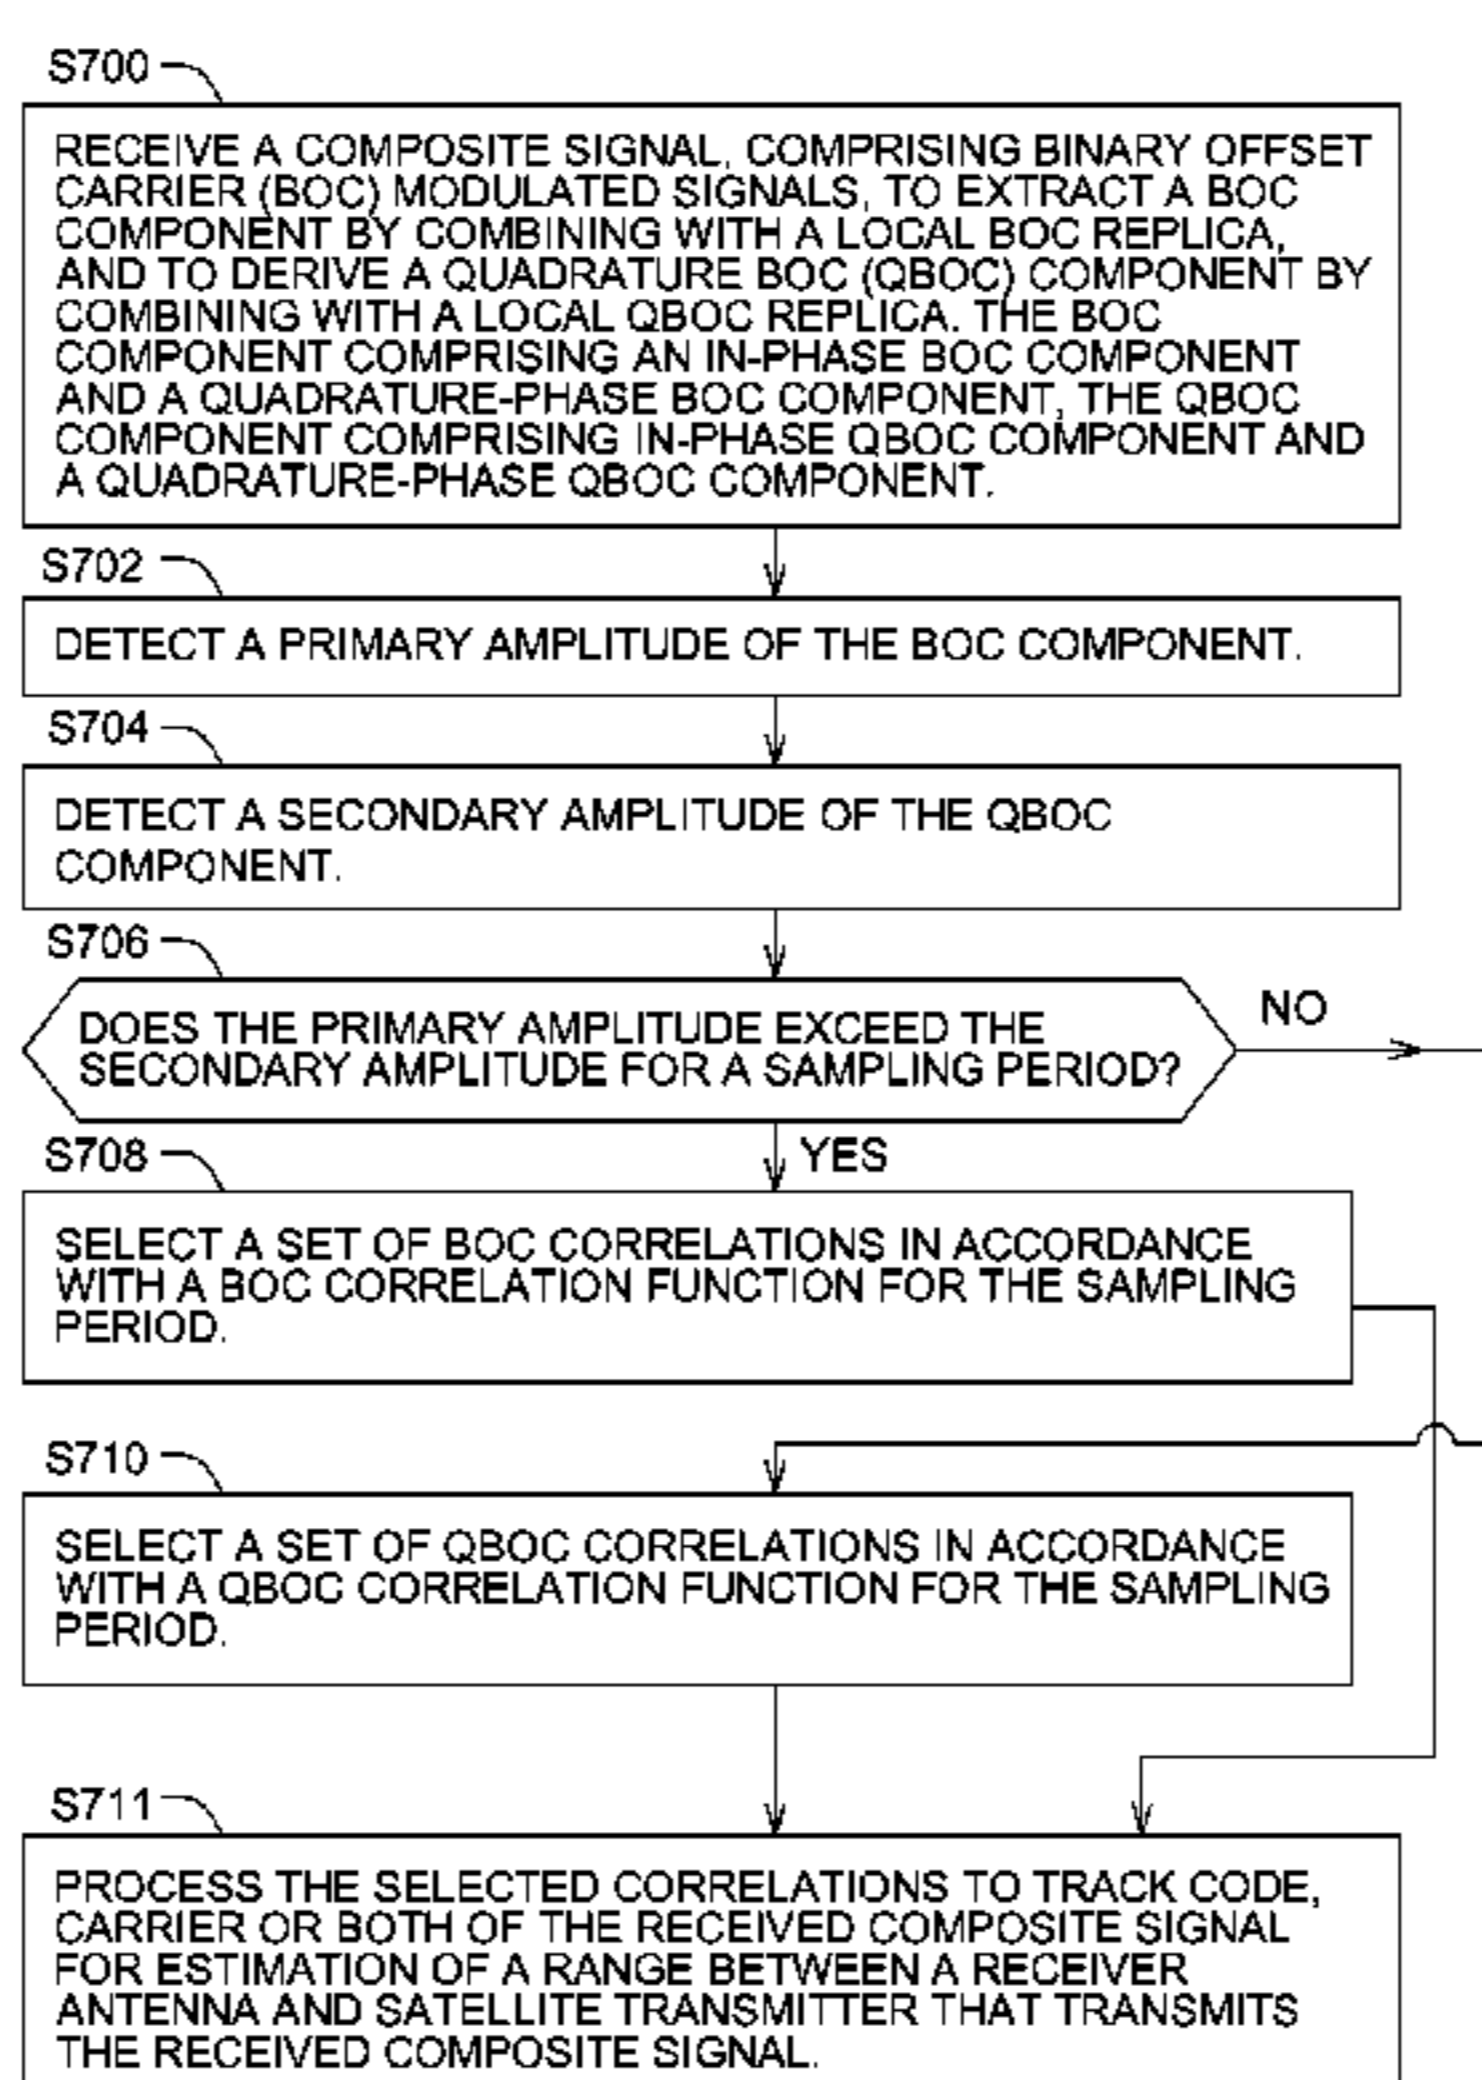 S700
RECEIVE A COMPOSITE SIGNAL, COMPRISING BINARY OFFSET
CARRIER (BOC) MODULATED SIGNALS, TO EXTRACT A BOC
COMPONENT BY COMBINING WITH A LOCAL BOC REPLICA,
AND TO DERIVE A QUADRATURE BOC (QBOC) COMPONENT BY
COMBINING WITH A LOCAL QBOC REPLICA. THE BOC
COMPONENT COMPRISING AN IN-PHASE BOC COMPONENT
AND A QUADRATURE-PHASE BOC COMPONENT, THE QBOC
COMPONENT COMPRISING IN-PHASE QBOC COMPONENT AND
A QUADRATURE-PHASE QBOC COMPONENT.
S702
DETECT A PRIMARY AMPLITUDE OF THE BOC COMPONENT.
S704
DETECT A SECONDARY AMPLITUDE OF THE QBOC
COMPONENT.
S706
DOES THE PRIMARY AMPLITUDE EXCEED THE
SECONDARY AMPLITUDE FOR A SAMPLING PERIOD?
NO
YES
S708
SELECT A SET OF BOC CORRELATIONS IN ACCORDANCE
WITH A BOC CORRELATION FUNCTION FOR THE SAMPLING
PERIOD.
S710
SELECT A SET OF QBOC CORRELATIONS IN ACCORDANCE
WITH A QBOC CORRELATION FUNCTION FOR THE SAMPLING
PERIOD.
S711
PROCESS THE SELECTED CORRELATIONS TO TRACK CODE,
CARRIER OR BOTH OF THE RECEIVED COMPOSITE SIGNAL
FOR ESTIMATION OF A RANGE BETWEEN A RECEIVER
ANTENNA AND SATELLITE TRANSMITTER THAT TRANSMITS
THE RECEIVED COMPOSITE SIGNAL.